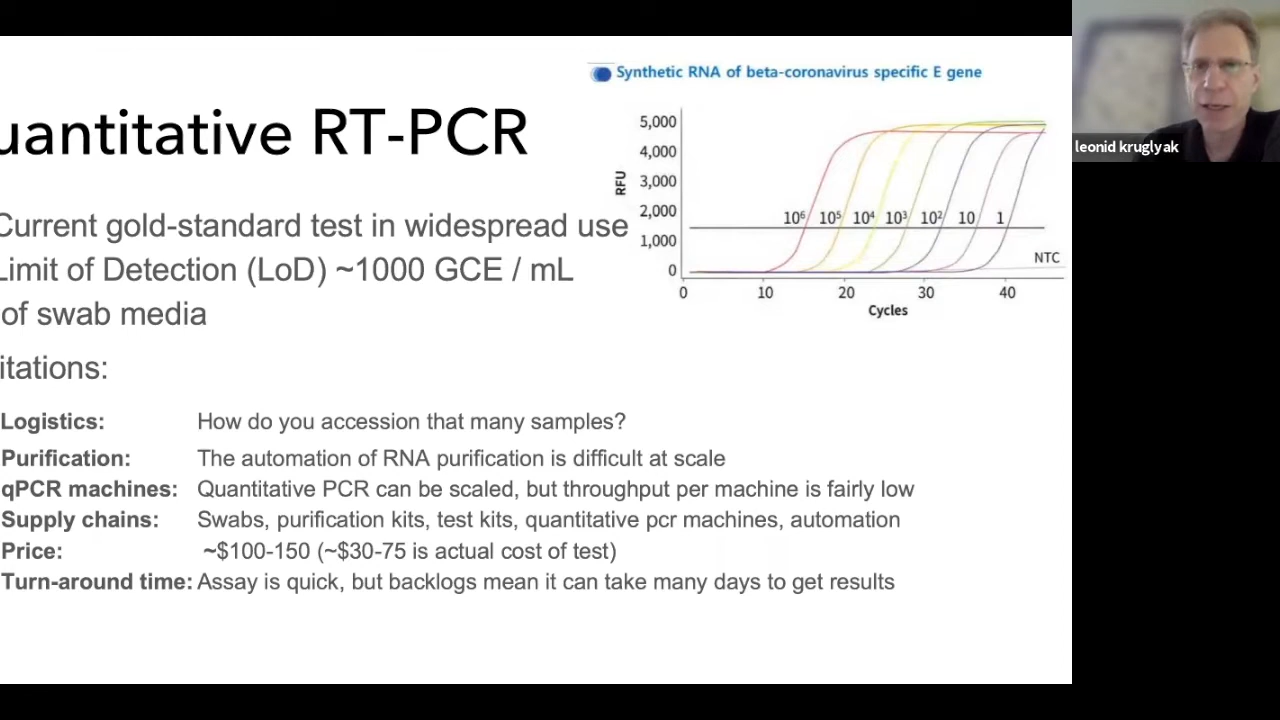 Synthetic RNA of beta-coronavirus specific E gene
uantitative RT-PCR
Current gold-standard test in widespread use
Limit of Detection (LoD) ~1000 GCE / mL
of swab media
itations:
Logistics: How do you accession that many samples?
Purification: The automation of RNA purification is difficult at scale
qPCR machines: Quantitative PCR can be scaled, but throughput per machine is fairly low
Supply chains: Swabs, purification kits, test kits, quantitative pcr machines, automation
Price: ~$100-150 (~$30-75 is actual cost of test)
Turn-around time: Assay is quick, but backlogs mean it can take many days to get results
5,000
4,000
3,000
2,000
1,000
0
RFU
10⁶ 10⁵ 10⁴ 10³ 10² 10 1
NTC
0 10 20 30 40
Cycles
leonid kruglyak